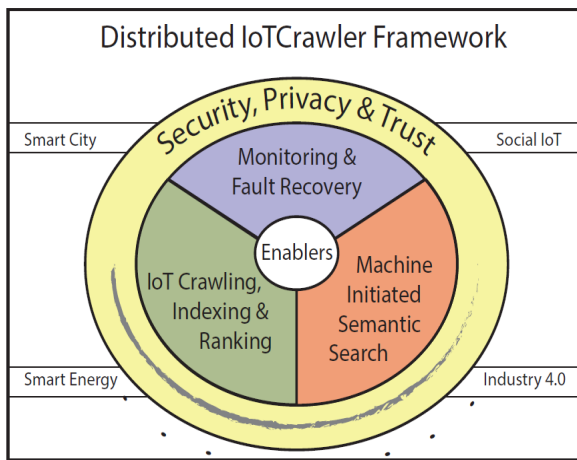 Distributed IoTCrawler Framework
Security, Privacy & Trust
Smart City
Social IoT
Monitoring &
Fault Recovery
Enablers
IoT Crawling,
Indexing &
Ranking
Machine
Initiated
Semantic
Search
Smart Energy
Industry 4.0